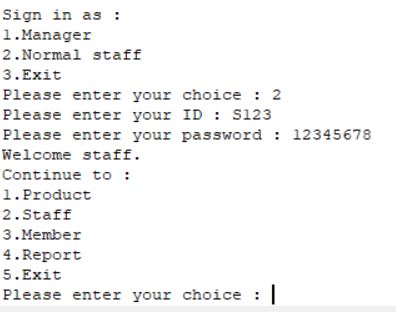 Sign in as :
1.Manager
2.Normal staff
3.Exit
Please enter your choice : 2
Please enter your ID : S123
Please enter your password : 12345678
Welcome staff.
Continue to :
1.Product
2.Staff
3.Member
4.Report
5.Exit
Please enter your choice :